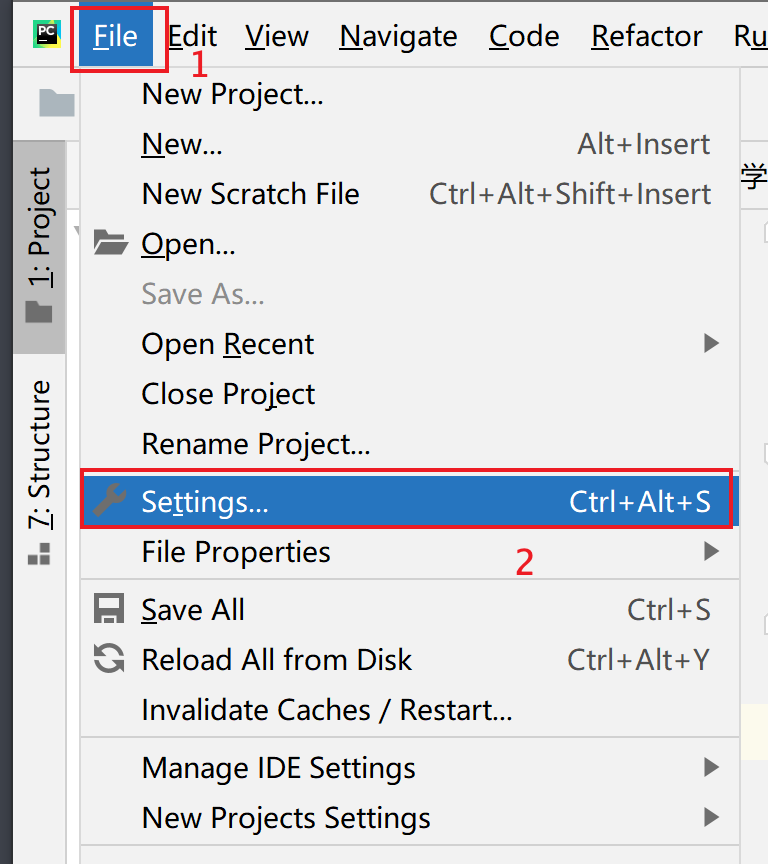 PC File Edit View Navigate Code Refactor Ru
1
New Project...
New... Alt+Insert
New Scratch File Ctrl+Alt+Shift+Insert
学
Open...
Save As...
Open Recent
Close Project
Rename Project...
Settings... Ctrl+Alt+S
File Properties
2
Save All Ctrl+S
Reload All from Disk Ctrl+Alt+Y
Invalidate Caches / Restart...
Manage IDE Settings
New Projects Settings
1: Project
7: Structure